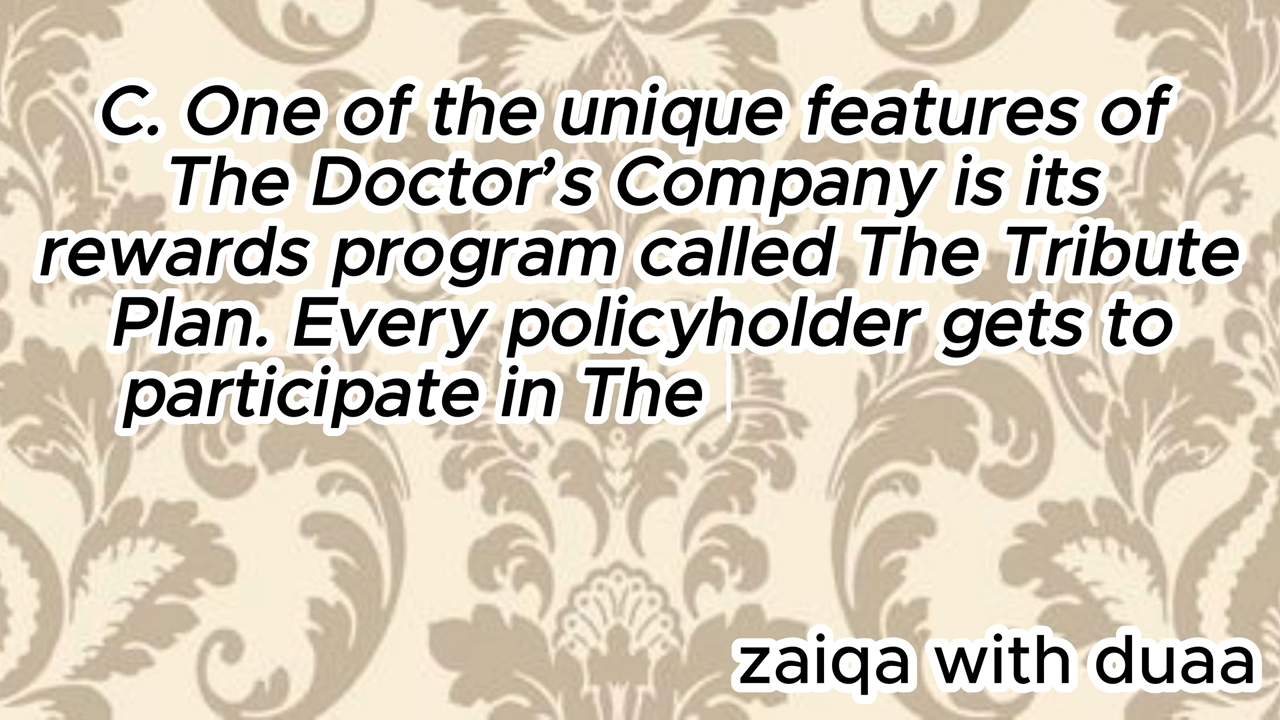 C. One of the unique features of
The Doctor’s Company is its
rewards program called The Tribute
Plan. Every policyholder gets to
participate in The
zaiqa with duaa